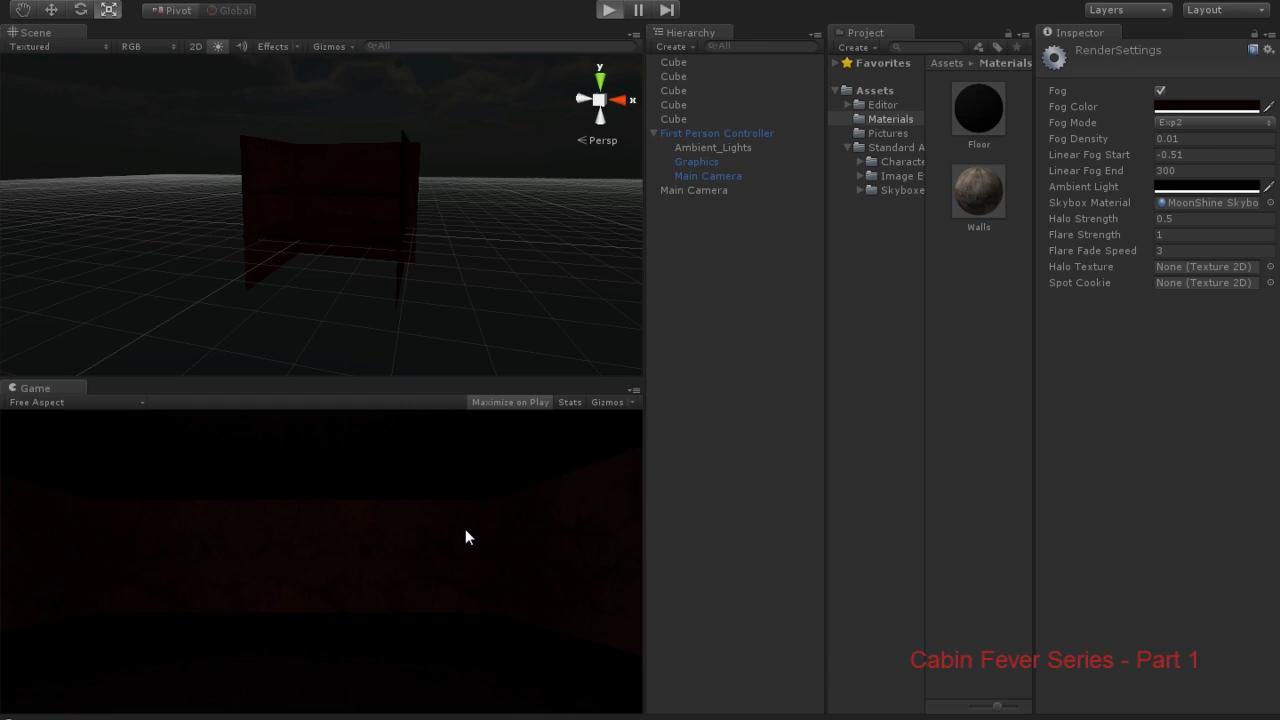 Pivot Global Layers Layout
Scene
Textured RGB 2D Effects Gizmos All
y
x
Persp
Game
Free Aspect Maximize on Play Stats Gizmos
Hierarchy
Create All
Cube
Cube
Cube
Cube
Cube
First Person Controller
Ambient_Lights
Graphics
Main Camera
Main Camera
Project
Create
Favorites
Assets
Editor
Materials
Pictures
Standard A
Characte
Image E
Skyboxe
Assets Materials
Floor
Walls
Inspector
RenderSettings
Fog
Fog Color
Fog Mode Exp2
Fog Density 0.01
Linear Fog Start -0.51
Linear Fog End 300
Ambient Light
Skybox Material MoonShine Skybo
Halo Strength 0.5
Flare Strength 1
Flare Fade Speed 3
Halo Texture None (Texture 2D)
Spot Cookie None (Texture 2D)
Cabin Fever Series - Part 1